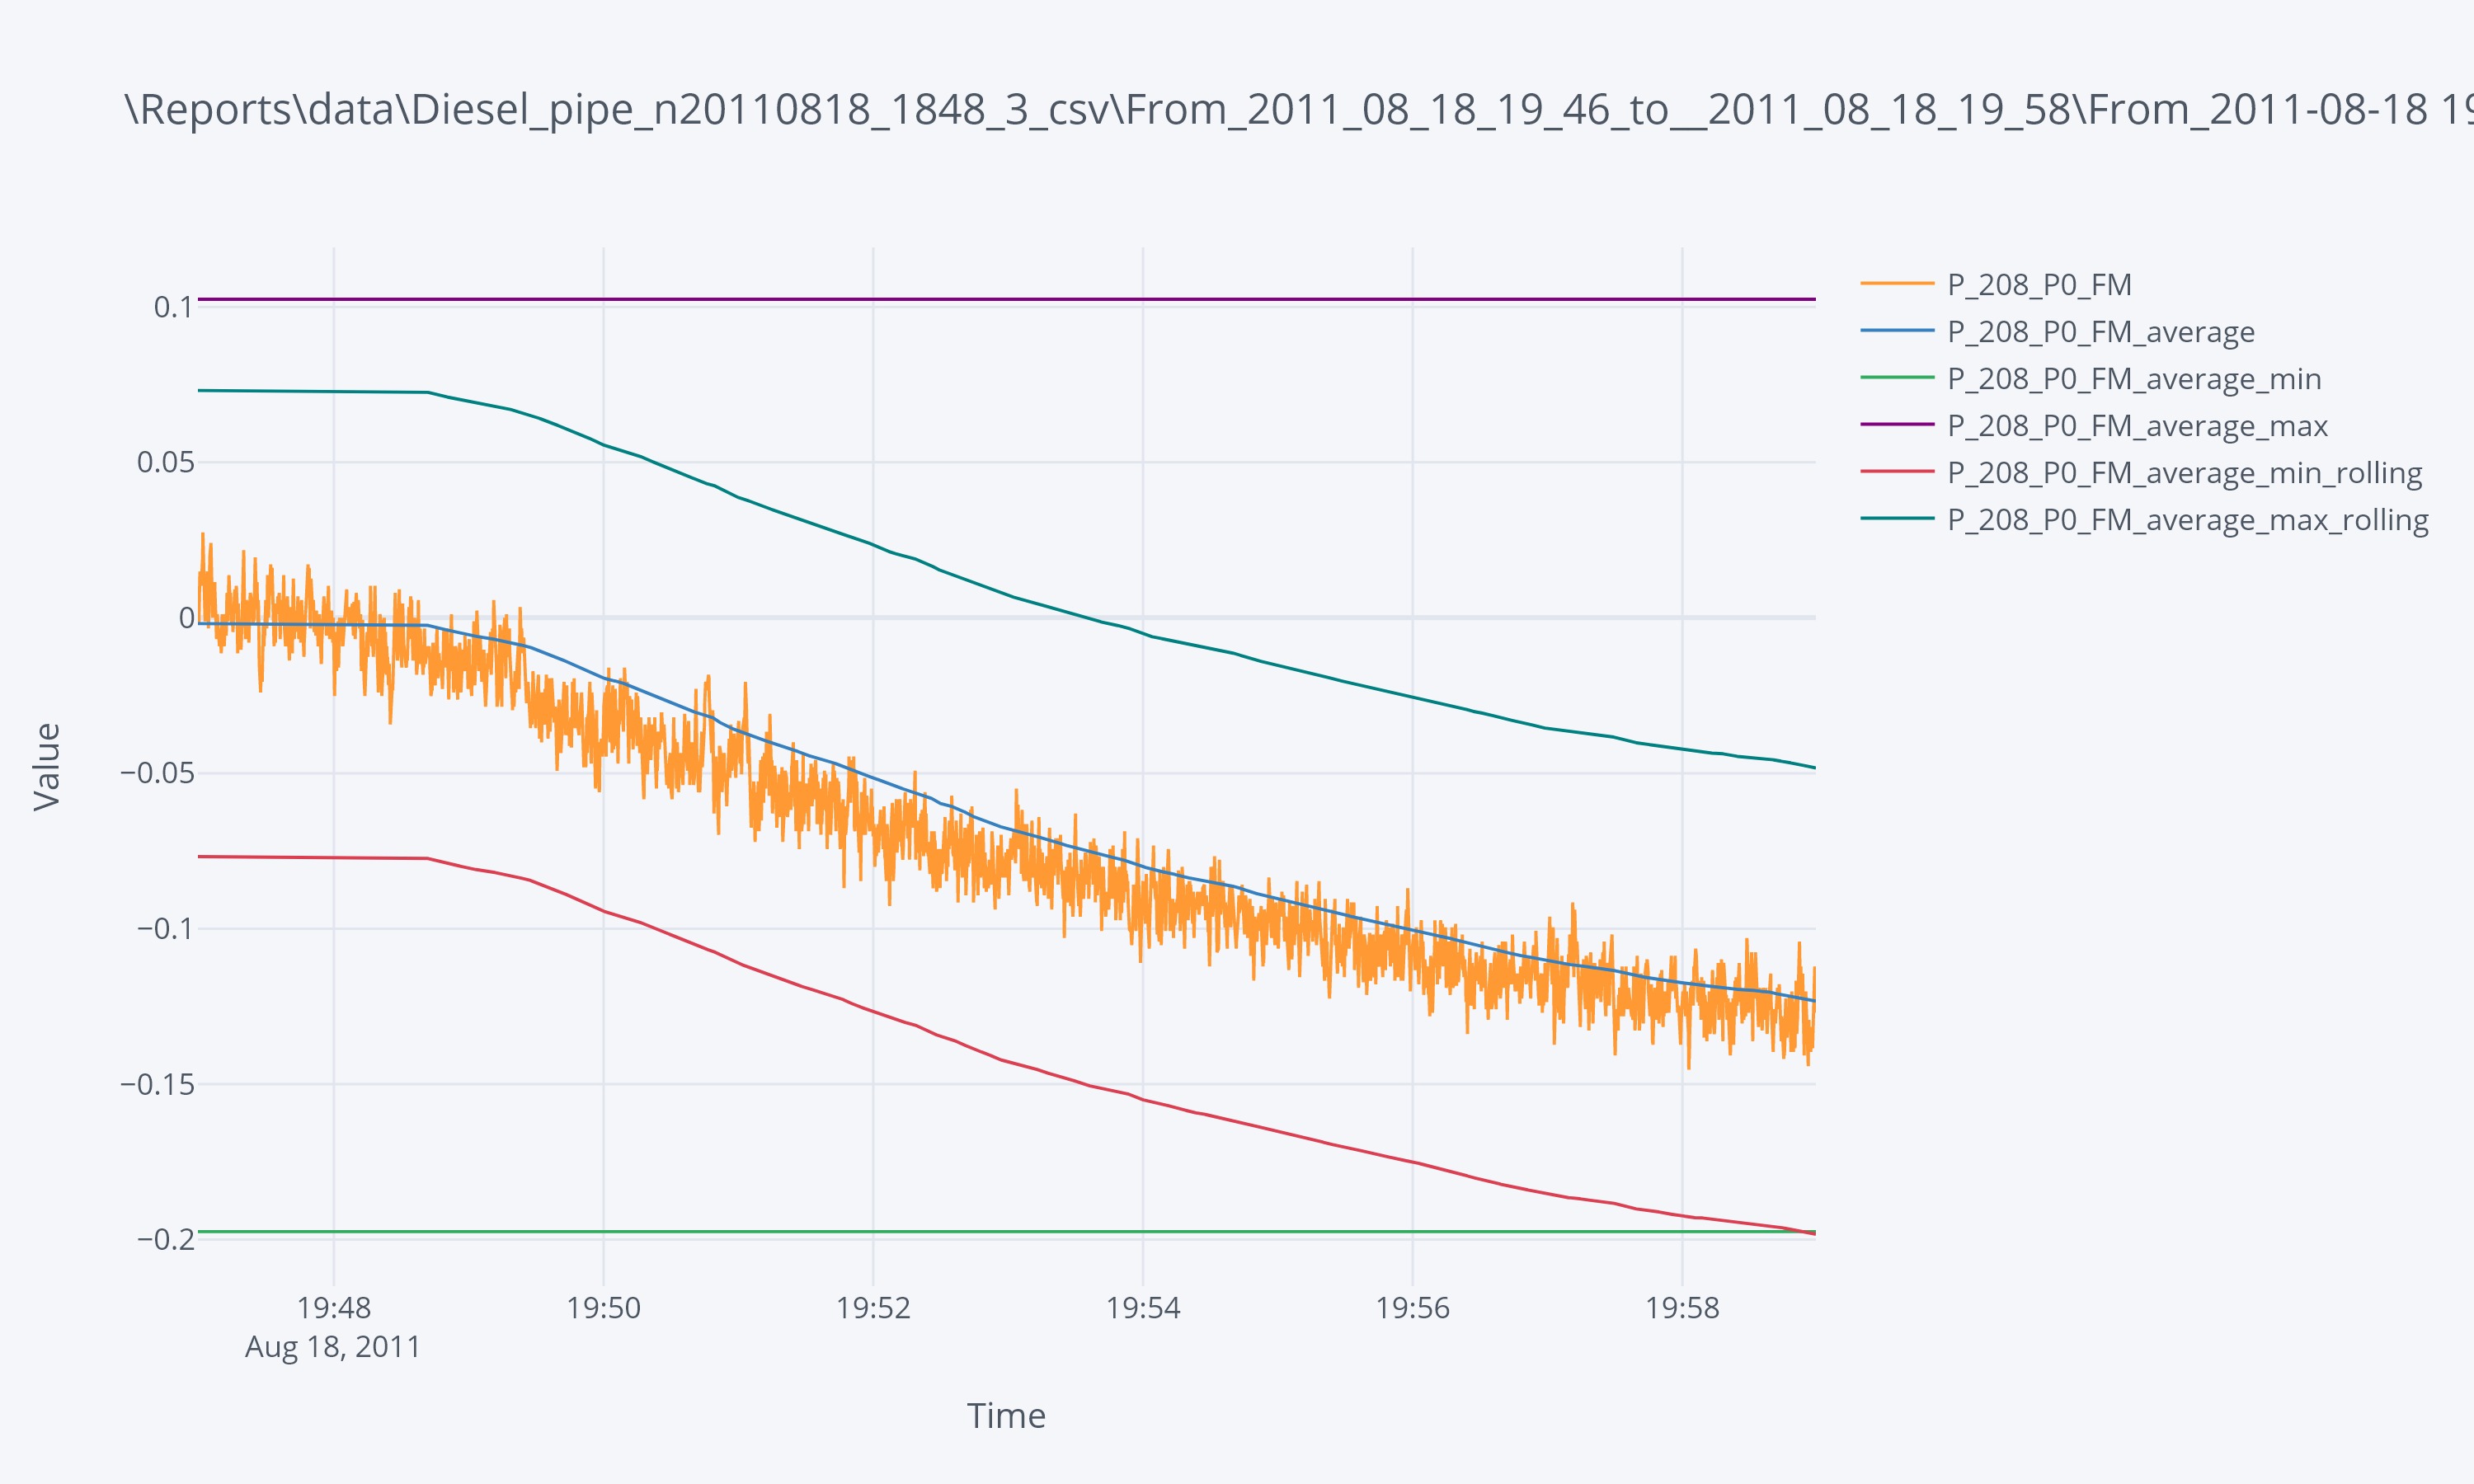 \Reports\data\Diesel_pipe_n20110818_1848_3_csv\From_2011_08_18_19_46_to__2011_08_18_19_58\From_2011-08-18 19
P_208_P0_FM
P_208_P0_FM_average
P_208_P0_FM_average_min
P_208_P0_FM_average_max
P_208_P0_FM_average_min_rolling
P_208_P0_FM_average_max_rolling
0.1
0.05
0
−0.05
−0.1
−0.15
−0.2
Value
19:48 19:50 19:52 19:54 19:56 19:58
Aug 18, 2011
Time